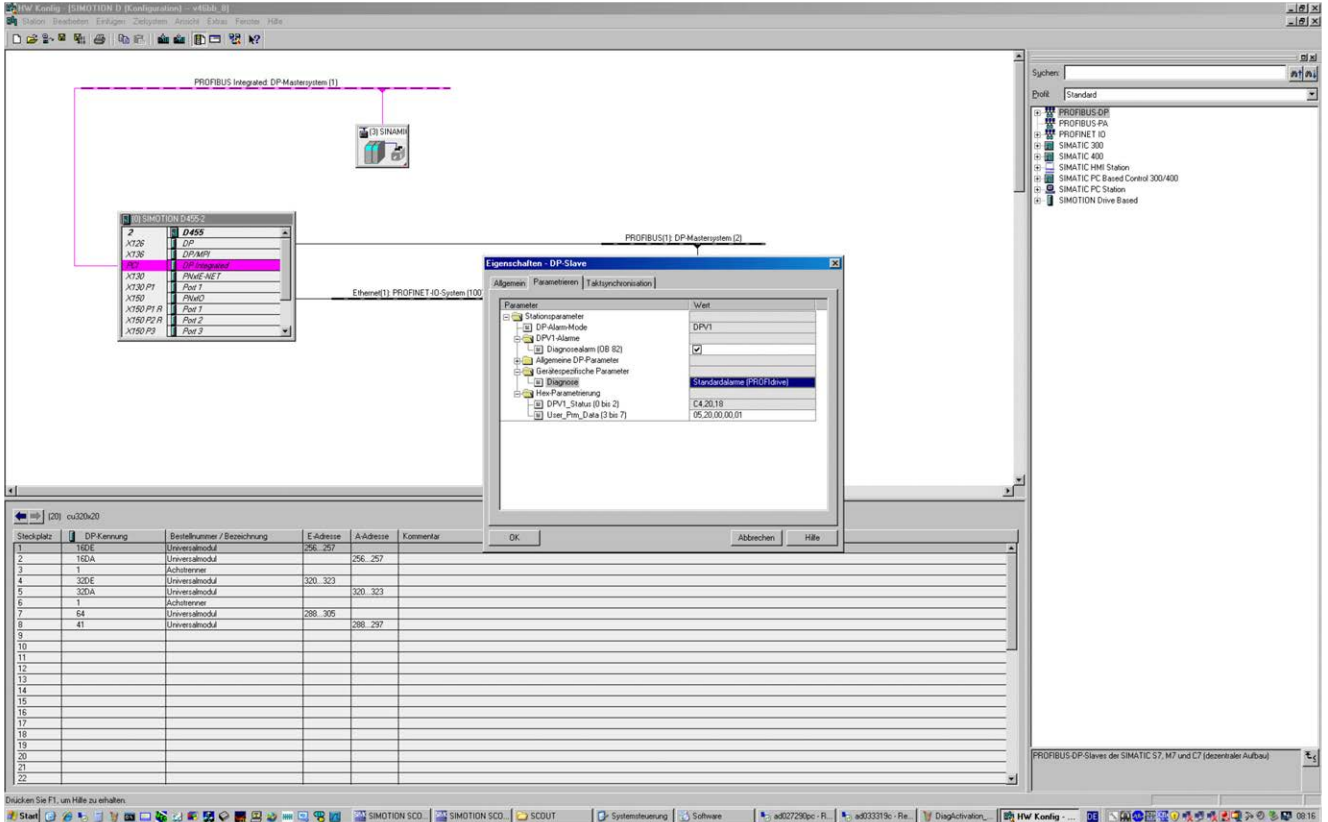 HW Konfig - [SIMOTION D (Konfiguration) -- v46bb_8]
Station Bearbeiten Einfügen Zielsystem Ansicht Extras Fenster Hilfe
PROFIBUS Integrated: DP-Mastersystem (1)
(3) SINAMI
(0) SIMOTION D455-2
2 D455
X126 DP
X136 DP/MPI
PCI DP-Integrated
X130 PNxIE-NET
X130 P1 Port 1
X150 PNxIO
X150 P1 R Port 1
X150 P2 R Port 2
X150 P3 Port 3
PROFIBUS(1): DP-Mastersystem (2)
Ethernet(1): PROFINET-IO-System (100
Eigenschaften - DP-Slave
Allgemein Parametrieren Taktsynchronisation
Parameter Wert
Stationsparameter
DP-Alarm-Mode DPV1
DPV1-Alarme
Diagnosealarm (OB 82)
Allgemeine DP-Parameter
Gerätespezifische Parameter
Diagnose Standardalarme (PROFIdrive)
Hex-Parametrierung
DPV1_Status (0 bis 2) C4,20,18
User_Prm_Data (3 bis 7) 05,20,00,00,01
OK Abbrechen Hilfe
Suchen:
Profil: Standard
PROFIBUS-DP
PROFIBUS-PA
PROFINET IO
SIMATIC 300
SIMATIC 400
SIMATIC HMI Station
SIMATIC PC Based Control 300/400
SIMATIC PC Station
SIMOTION Drive Based
PROFIBUS-DP-Slaves der SIMATIC S7, M7 und C7 (dezentraler Aufbau)
(20) cu320x20
Steckplatz DP-Kennung Bestellnummer / Bezeichnung E-Adresse A-Adresse Kommentar
1 16DE Universalmodul 256...257
2 16DA Universalmodul 256...257
3 1 Achstrenner
4 32DE Universalmodul 320...323
5 32DA Universalmodul 320...323
6 1 Achstrenner
7 64 Universalmodul 288...305
8 41 Universalmodul 288...297
9
10
11
12
13
14
15
16
17
18
19
20
21
22
Drücken Sie F1, um Hilfe zu erhalten.
Start SIMOTION SCO... SIMOTION SCO... SCOUT Systemsteuerung Software ad027290pc - R... ad033319c - Re... DiagActivation_... HW Konfig - ... DE 08:16